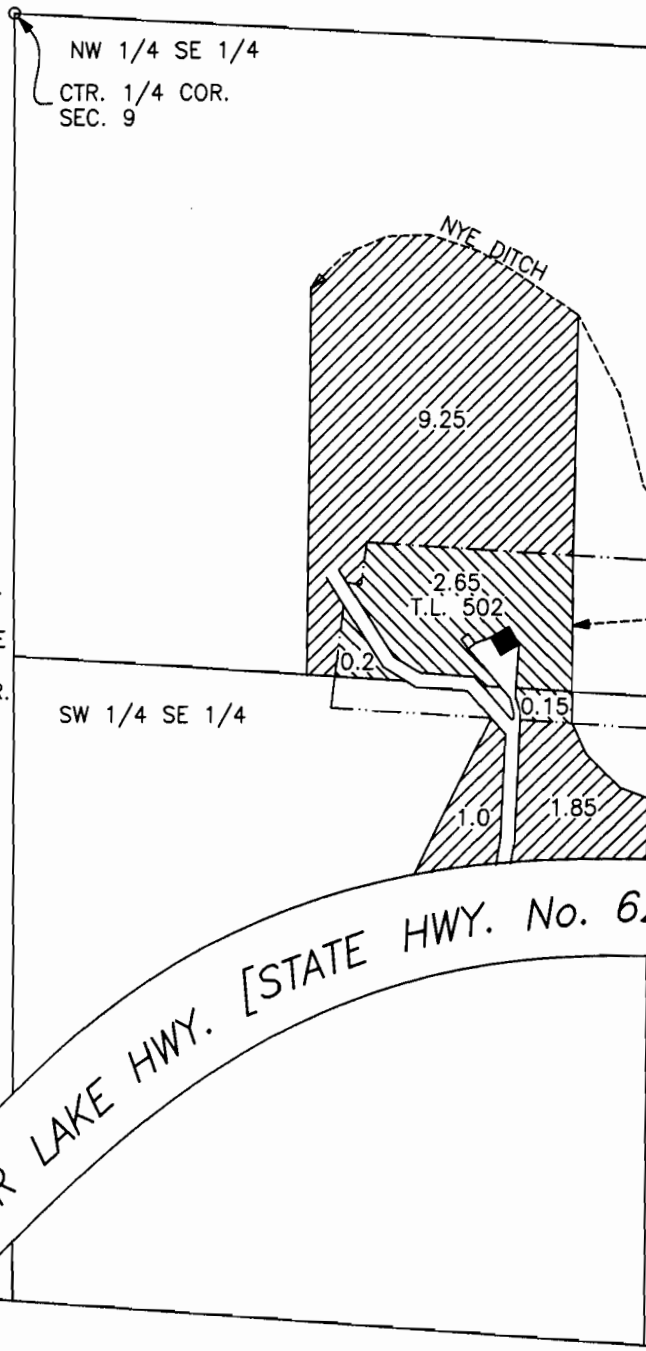 NW 1/4 SE 1/4
CTR. 1/4 COR.
SEC. 9
NYE DITCH
9.25
2.65
T.L. 502
0.2
0.15
SW 1/4 SE 1/4
1.0
1.85
LAKE HWY. [STATE HWY. No.